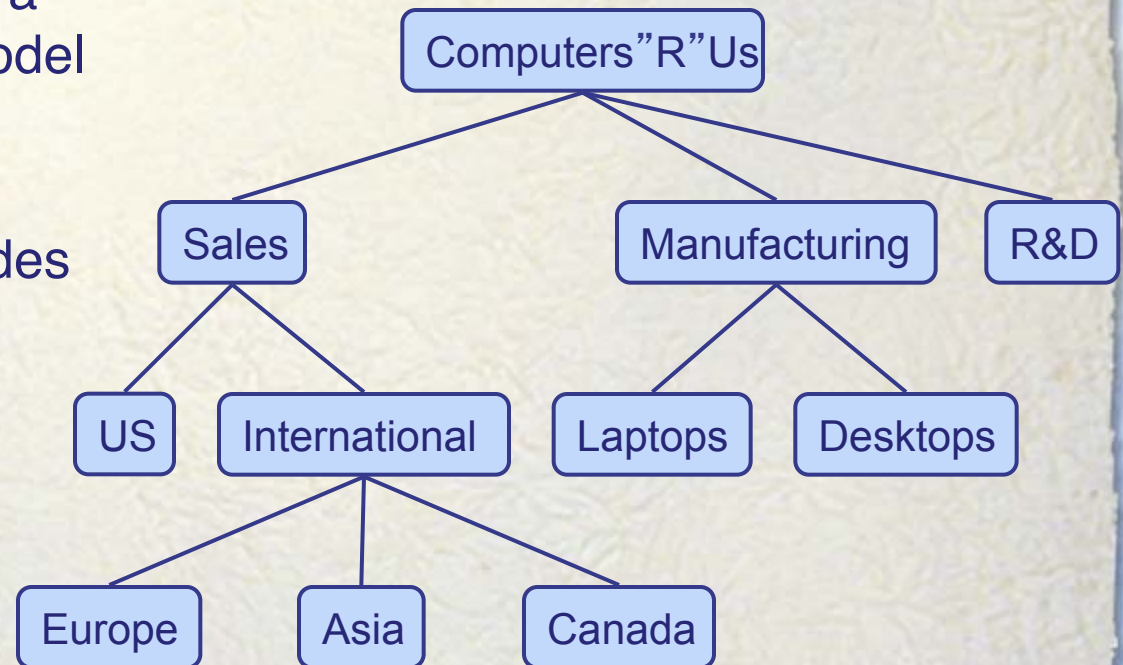 a
odel
des
Computers”R”Us
Sales
Manufacturing
R&D
US
International
Laptops
Desktops
Europe
Asia
Canada